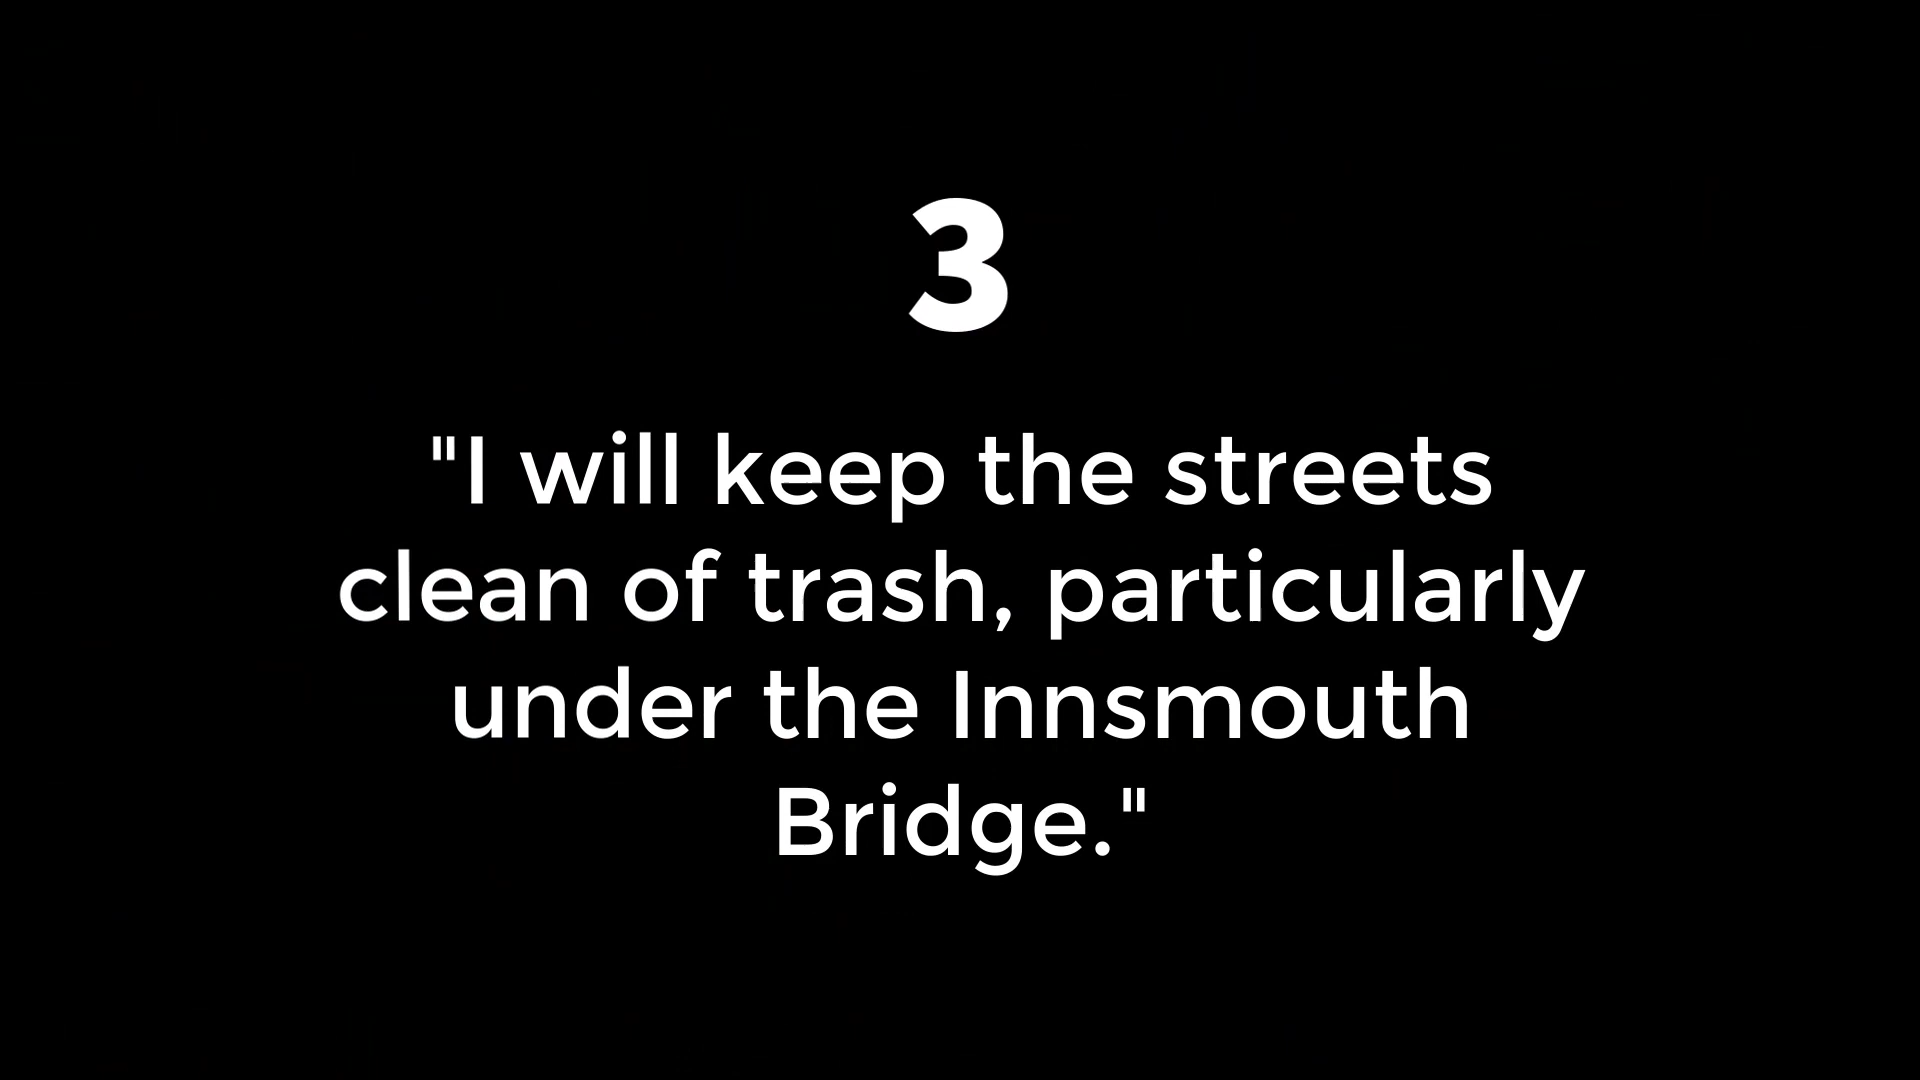 3
"I will keep the streets
clean of trash, particularly
under the Innsmouth
Bridge."